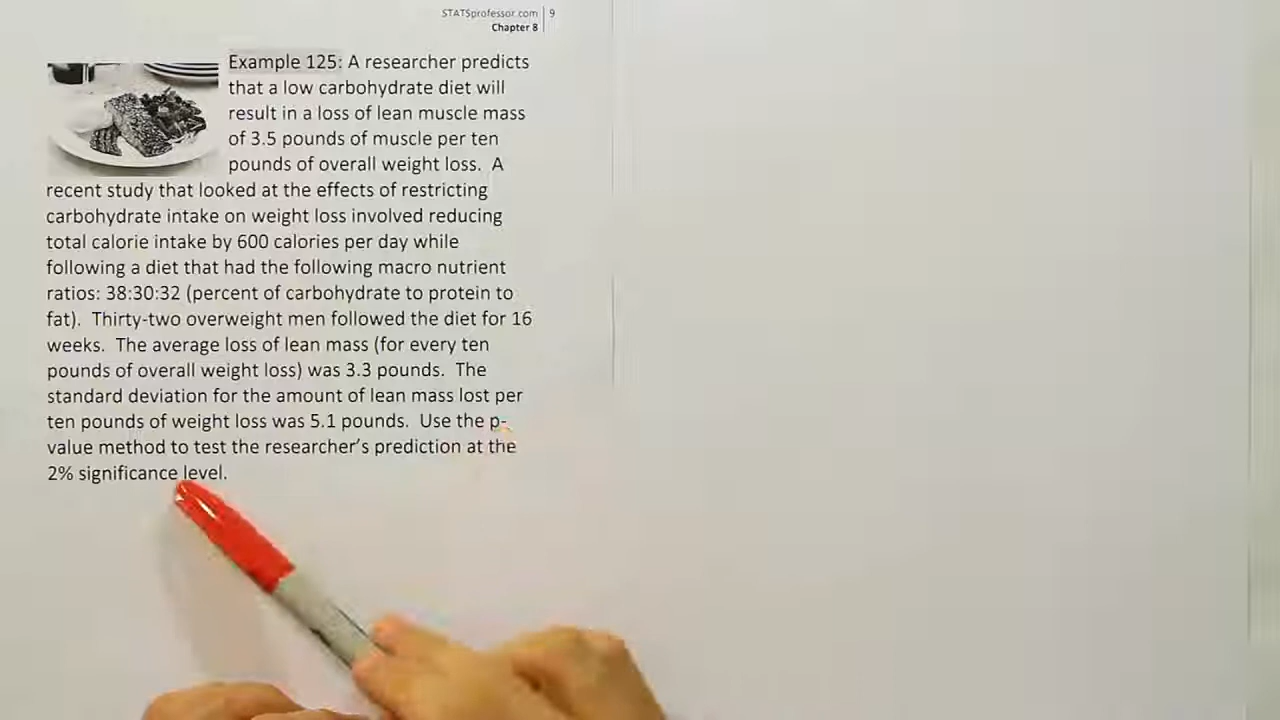 STATSprofessor.com | 9
Chapter 8
Example 125: A researcher predicts
that a low carbohydrate diet will
result in a loss of lean muscle mass
of 3.5 pounds of muscle per ten
pounds of overall weight loss.  A
recent study that looked at the effects of restricting
carbohydrate intake on weight loss involved reducing
total calorie intake by 600 calories per day while
following a diet that had the following macro nutrient
ratios: 38:30:32 (percent of carbohydrate to protein to
fat).  Thirty-two overweight men followed the diet for 16
weeks.  The average loss of lean mass (for every ten
pounds of overall weight loss) was 3.3 pounds.  The
standard deviation for the amount of lean mass lost per
ten pounds of weight loss was 5.1 pounds.  Use the p-
value method to test the researcher’s prediction at the
2% significance level.